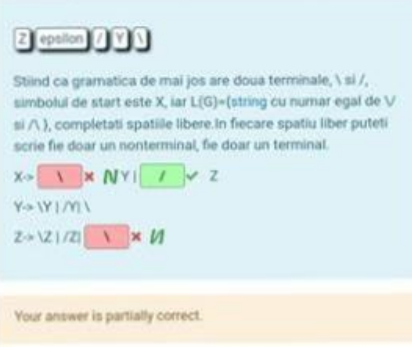 Z epsilon / Y \
Stiind ca gramatica de mai jos are doua terminale, \ si /,
simbolul de start este X, iar L(G)={string cu numar egal de \/
si /\ }, completati spatiile libere.In fiecare spatiu liber puteti
scrie fie doar un nonterminal, fie doar un terminal.
X-> \ × N Y | / ✓ Z
Y-> \Y | /Y| \
Z-> \Z | /Z| \ × И
Your answer is partially correct.